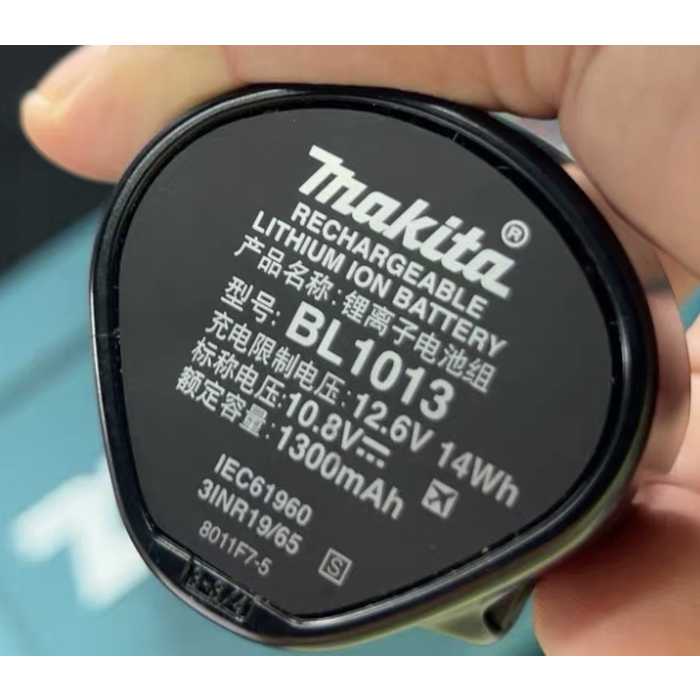 makita®
RECHARGEABLE
LITHIUM ION BATTERY
产品名称: 锂离子电池组
型号: BL1013
充电限制电压: 12.6V 14Wh
标称电压: 10.8V⎓
额定容量: 1300mAh
IEC61960
3INR19/65
8011F7-5 S